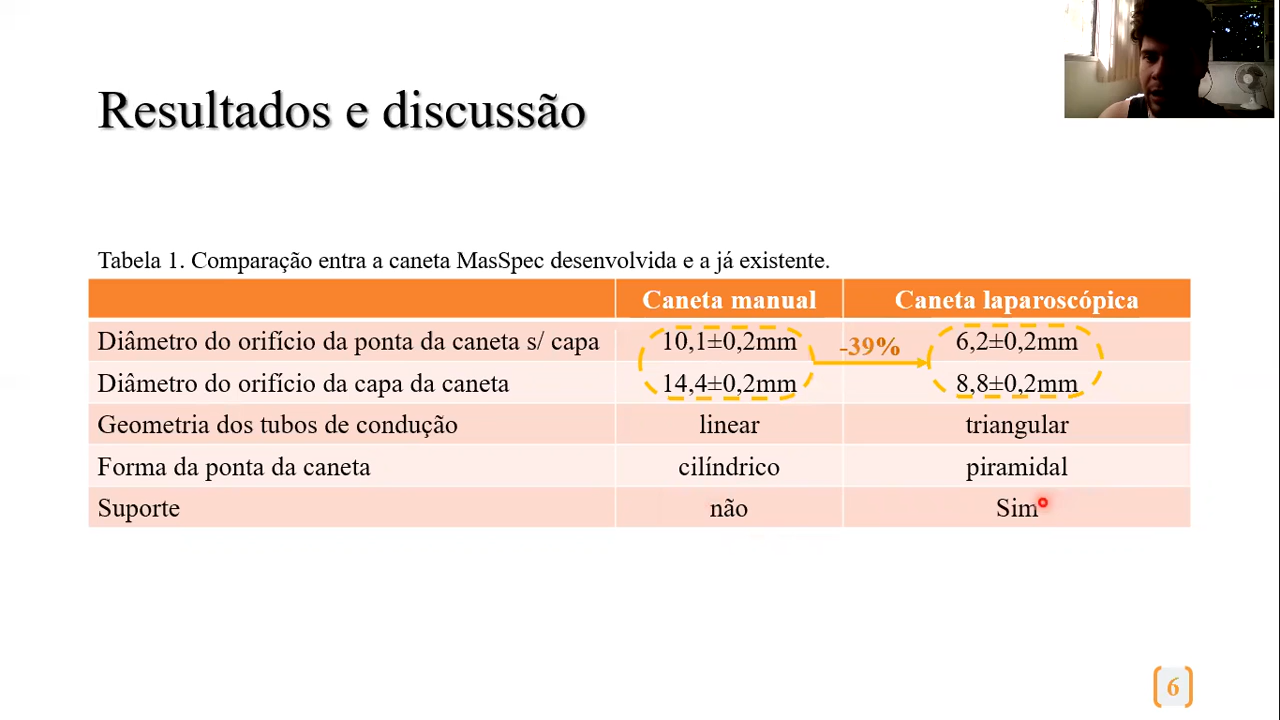 Resultados e discussão
Tabela 1. Comparação entra a caneta MasSpec desenvolvida e a já existente.
Caneta manual Caneta laparoscópica
Diâmetro do orifício da ponta da caneta s/ capa 10,1±0,2mm -39% 6,2±0,2mm
Diâmetro do orifício da capa da caneta 14,4±0,2mm 8,8±0,2mm
Geometria dos tubos de condução linear triangular
Forma da ponta da caneta cilíndrico piramidal
Suporte não Sim
6